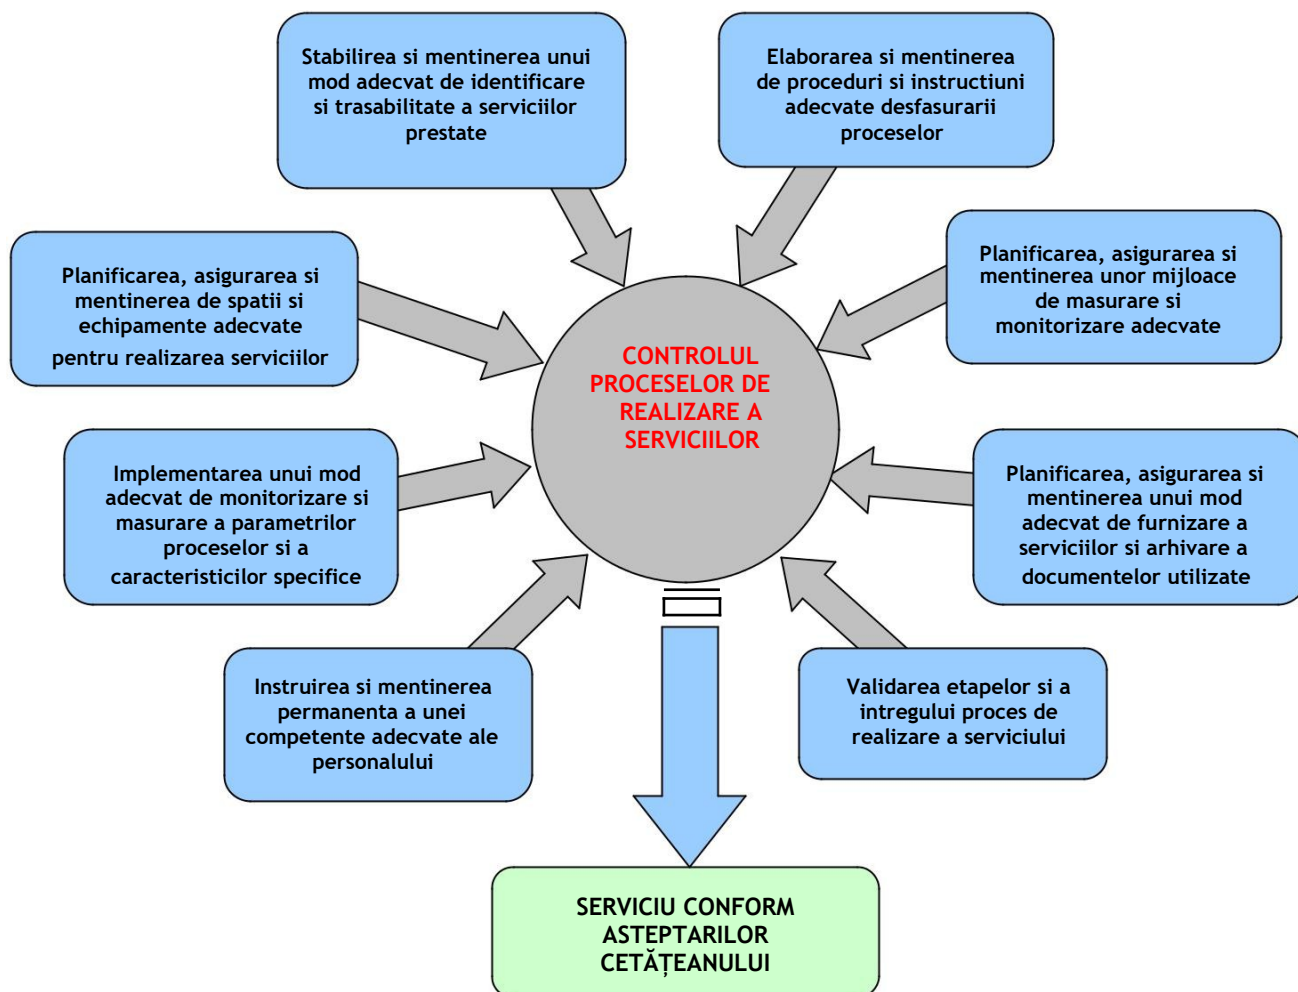 Stabilirea si mentinerea unui
mod adecvat de identificare
si trasabilitate a serviciilor
prestate
Elaborarea si mentinerea
de proceduri si instructiuni
adecvate desfasurarii
proceselor
Planificarea, asigurarea si
mentinerea de spatii si
echipamente adecvate
pentru realizarea serviciilor
Planificarea, asigurarea si
mentinerea unor mijloace
de masurare si
monitorizare adecvate
CONTROLUL
PROCESELOR DE
REALIZARE A
SERVICIILOR
Implementarea unui mod
adecvat de monitorizare si
masurare a parametrilor
proceselor si a
caracteristicilor specifice
Planificarea, asigurarea si
mentinerea unui mod
adecvat de furnizare a
serviciilor si arhivare a
documentelor utilizate
Instruirea si mentinerea
permanenta a unei
competente adecvate ale
personalului
Validarea etapelor si a
intregului proces de
realizare a serviciului
SERVICIU CONFORM
ASTEPTARILOR
CETĂȚEANULUI